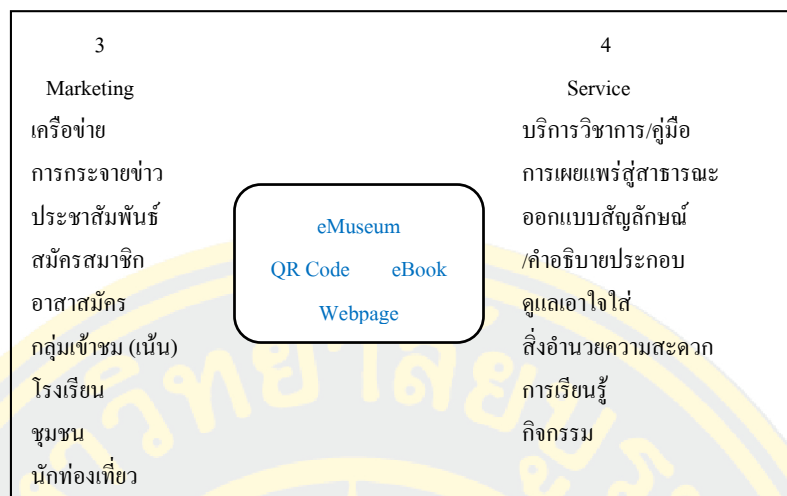 3
Marketing
เครือข่าย
การกระจายข่าว
ประชาสัมพันธ์
สมัครสมาชิก
อาสาสมัคร
กลุ่มเข้าชม (เน้น)
โรงเรียน
ชุมชน
นักท่องเที่ยว
eMuseum
QR Code eBook
Webpage
4
Service
บริการวิชาการ/คู่มือ
การเผยแพร่สู่สาธารณะ
ออกแบบสัญลักษณ์
/คำอธิบายประกอบ
ดูแลเอาใจใส่
สิ่งอำนวยความสะดวก
การเรียนรู้
กิจกรรม